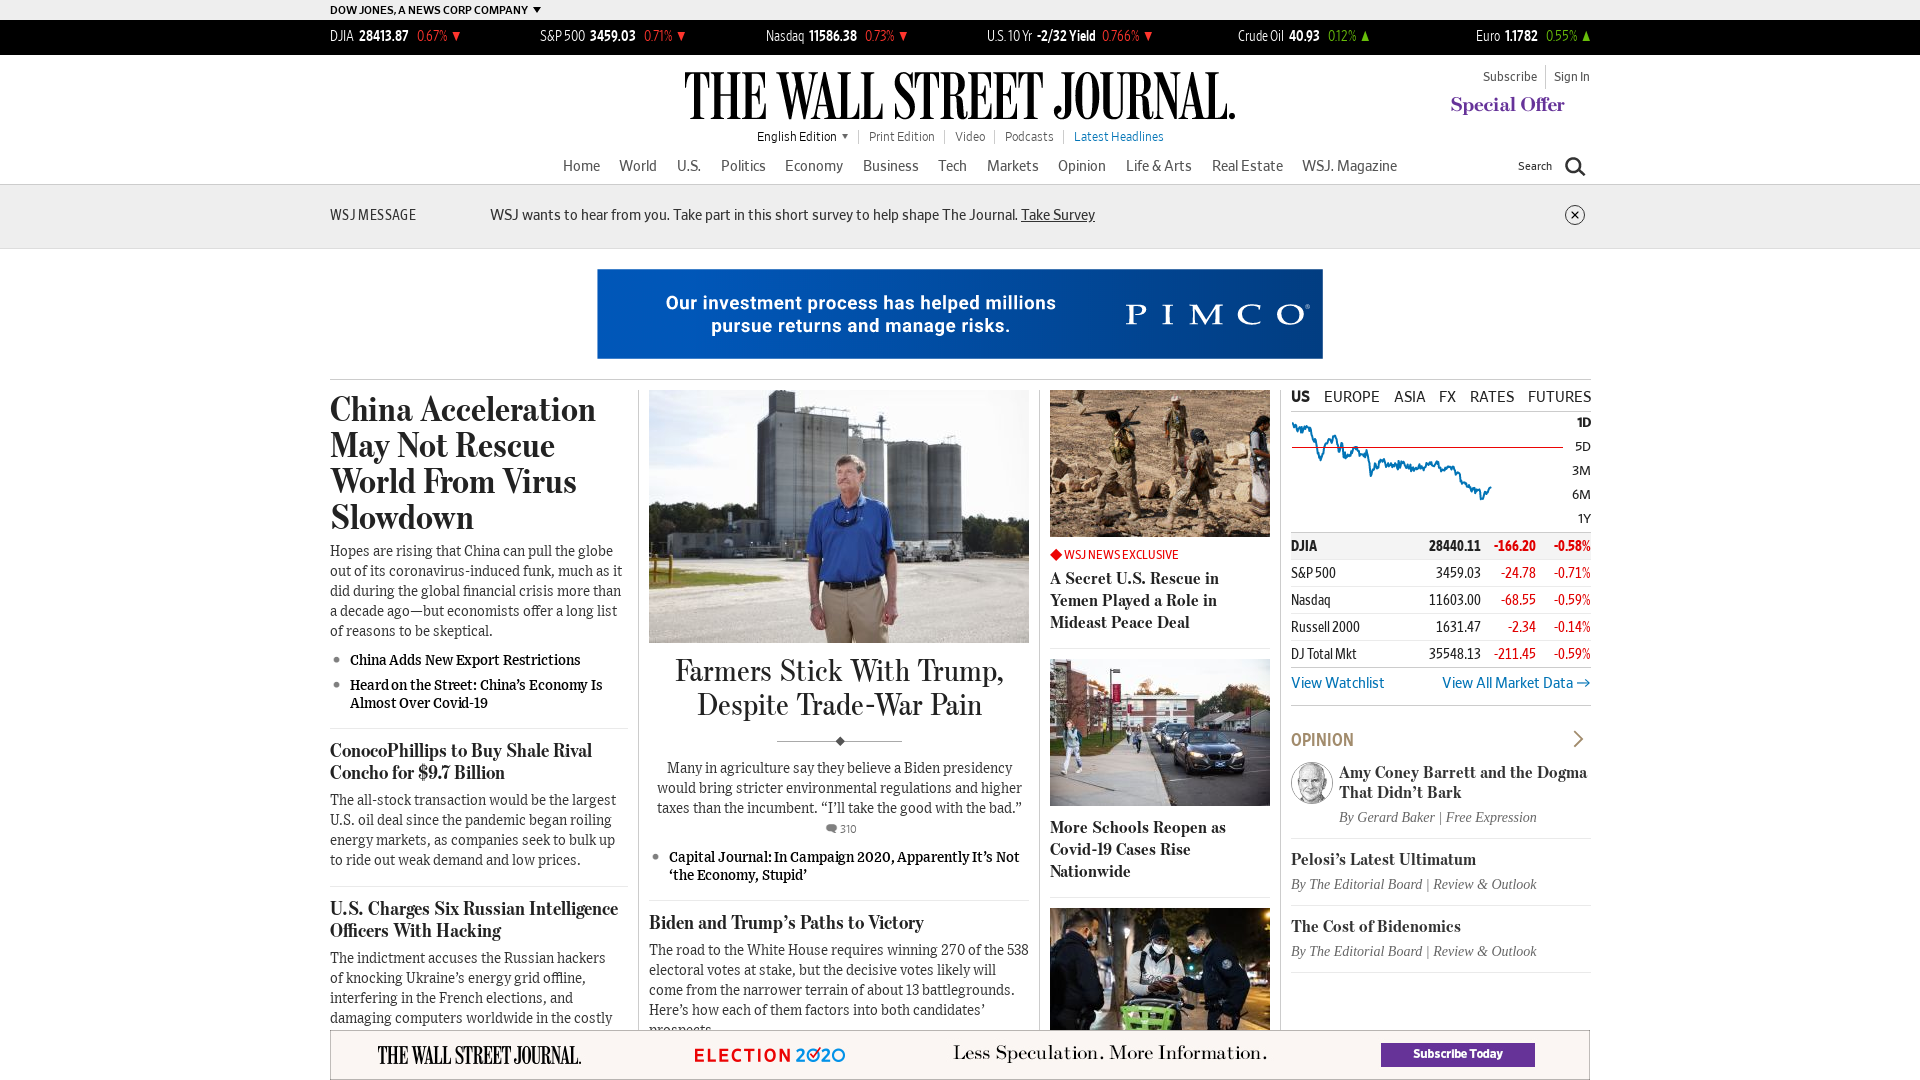 DOW JONES, A NEWS CORP COMPANY
DJIA 28413.87 0.67%
S&P 500 3459.03 0.71%
Nasdaq 11586.38 0.73%
U.S. 10 Yr -2/32 Yield 0.766%
Crude Oil 40.93 0.12%
Euro 1.1782 0.55%
Subscribe
Sign In
THE WALL STREET JOURNAL.
Special Offer
English Edition
Print Edition
Video
Podcasts
Latest Headlines
Home World U.S. Politics Economy Business Tech Markets Opinion Life & Arts Real Estate WSJ. Magazine
Search
WSJ MESSAGE
WSJ wants to hear from you. Take part in this short survey to help shape The Journal. Take Survey
Our investment process has helped millions
pursue returns and manage risks.
PIMCO®
China Acceleration
May Not Rescue
World From Virus
Slowdown
Hopes are rising that China can pull the globe
out of its coronavirus-induced funk, much as it
did during the global financial crisis more than
a decade ago—but economists offer a long list
of reasons to be skeptical.
China Adds New Export Restrictions
Heard on the Street: China’s Economy Is
Almost Over Covid-19
ConocoPhillips to Buy Shale Rival
Concho for $9.7 Billion
The all-stock transaction would be the largest
U.S. oil deal since the pandemic began roiling
energy markets, as companies seek to bulk up
to ride out weak demand and low prices.
U.S. Charges Six Russian Intelligence
Officers With Hacking
The indictment accuses the Russian hackers
of knocking Ukraine’s energy grid offline,
interfering in the French elections, and
damaging computers worldwide in the costly
Farmers Stick With Trump,
Despite Trade-War Pain
Many in agriculture say they believe a Biden presidency
would bring stricter environmental regulations and higher
taxes than the incumbent. “I’ll take the good with the bad.”
310
Capital Journal: In Campaign 2020, Apparently It’s Not
‘the Economy, Stupid’
Biden and Trump’s Paths to Victory
The road to the White House requires winning 270 of the 538
electoral votes at stake, but the decisive votes likely will
come from the narrower terrain of about 13 battlegrounds.
Here’s how each of them factors into both candidates’
prospects.
WSJ NEWS EXCLUSIVE
A Secret U.S. Rescue in
Yemen Played a Role in
Mideast Peace Deal
More Schools Reopen as
Covid-19 Cases Rise
Nationwide
US EUROPE ASIA FX RATES FUTURES
1D
5D
3M
6M
1Y
DJIA 28440.11 -166.20 -0.58%
S&P 500 3459.03 -24.78 -0.71%
Nasdaq 11603.00 -68.55 -0.59%
Russell 2000 1631.47 -2.34 -0.14%
DJ Total Mkt 35548.13 -211.45 -0.59%
View Watchlist
View All Market Data
OPINION
Amy Coney Barrett and the Dogma
That Didn’t Bark
By Gerard Baker | Free Expression
Pelosi’s Latest Ultimatum
By The Editorial Board | Review & Outlook
The Cost of Bidenomics
By The Editorial Board | Review & Outlook
THE WALL STREET JOURNAL.
ELECTION 2020
Less Speculation. More Information.
Subscribe Today